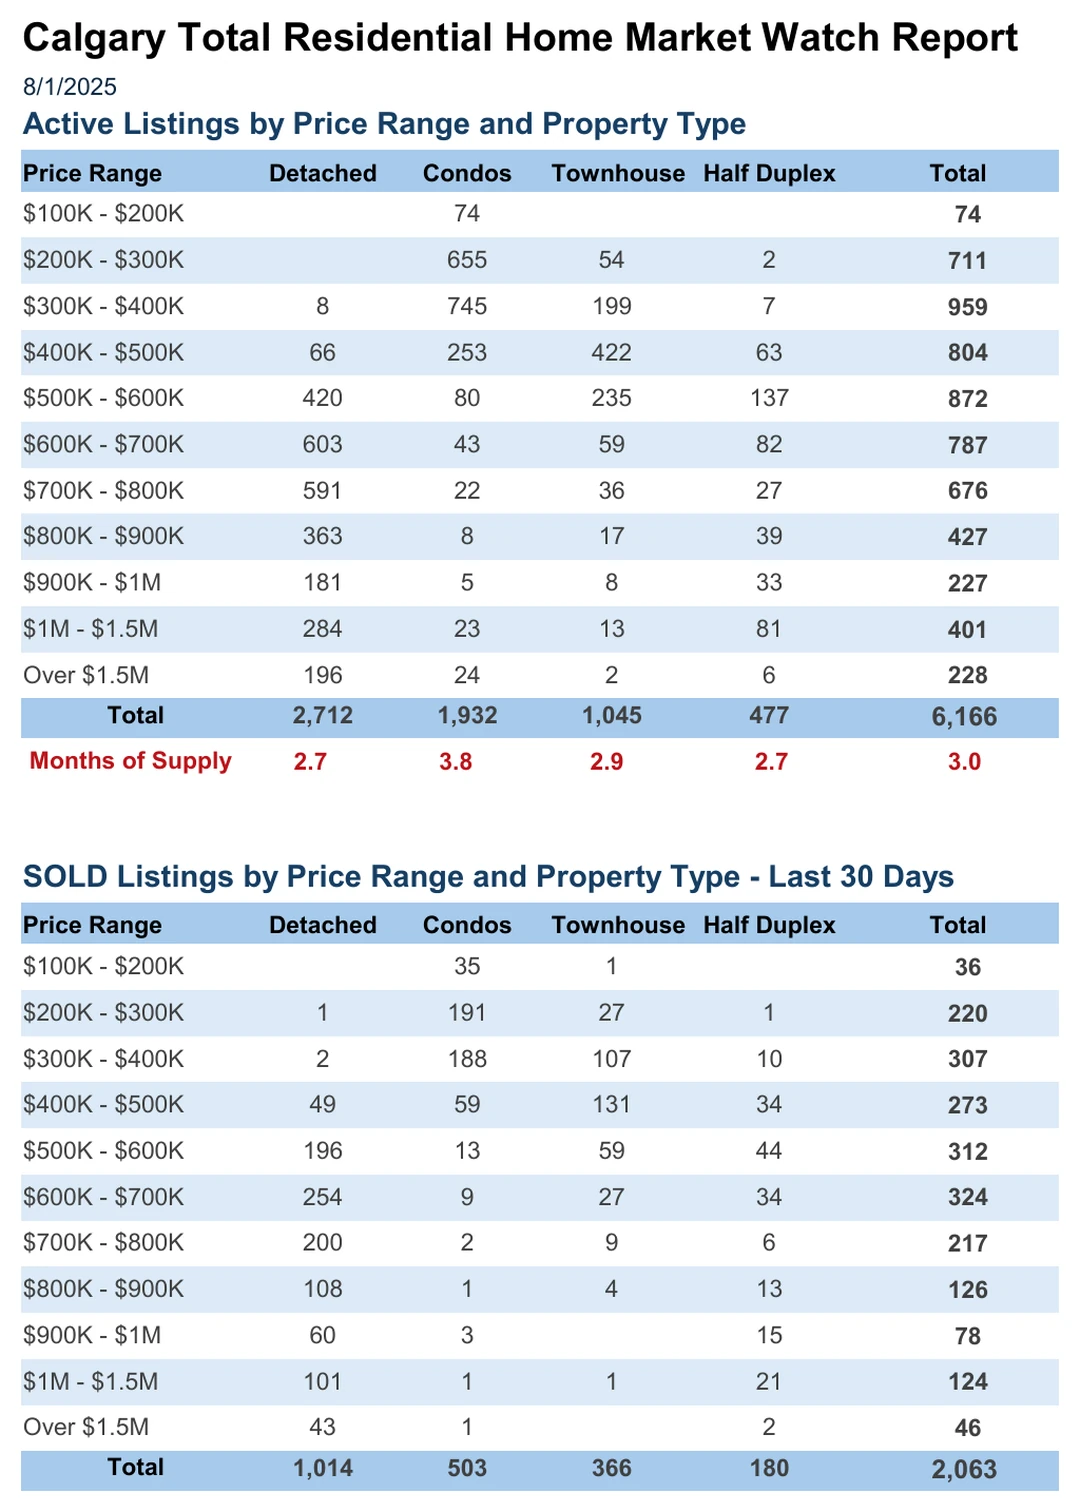 Calgary Total Residential Home Market Watch Report
8/1/2025
Active Listings by Price Range and Property Type
Price Range Detached Condos Townhouse Half Duplex Total
$100K - $200K 74 74
$200K - $300K 655 54 2 711
$300K - $400K 8 745 199 7 959
$400K - $500K 66 253 422 63 804
$500K - $600K 420 80 235 137 872
$600K - $700K 603 43 59 82 787
$700K - $800K 591 22 36 27 676
$800K - $900K 363 8 17 39 427
$900K - $1M 181 5 8 33 227
$1M - $1.5M 284 23 13 81 401
Over $1.5M 196 24 2 6 228
Total 2,712 1,932 1,045 477 6,166
Months of Supply 2.7 3.8 2.9 2.7 3.0
SOLD Listings by Price Range and Property Type - Last 30 Days
Price Range Detached Condos Townhouse Half Duplex Total
$100K - $200K 35 1 36
$200K - $300K 1 191 27 1 220
$300K - $400K 2 188 107 10 307
$400K - $500K 49 59 131 34 273
$500K - $600K 196 13 59 44 312
$600K - $700K 254 9 27 34 324
$700K - $800K 200 2 9 6 217
$800K - $900K 108 1 4 13 126
$900K - $1M 60 3 15 78
$1M - $1.5M 101 1 1 21 124
Over $1.5M 43 1 2 46
Total 1,014 503 366 180 2,063